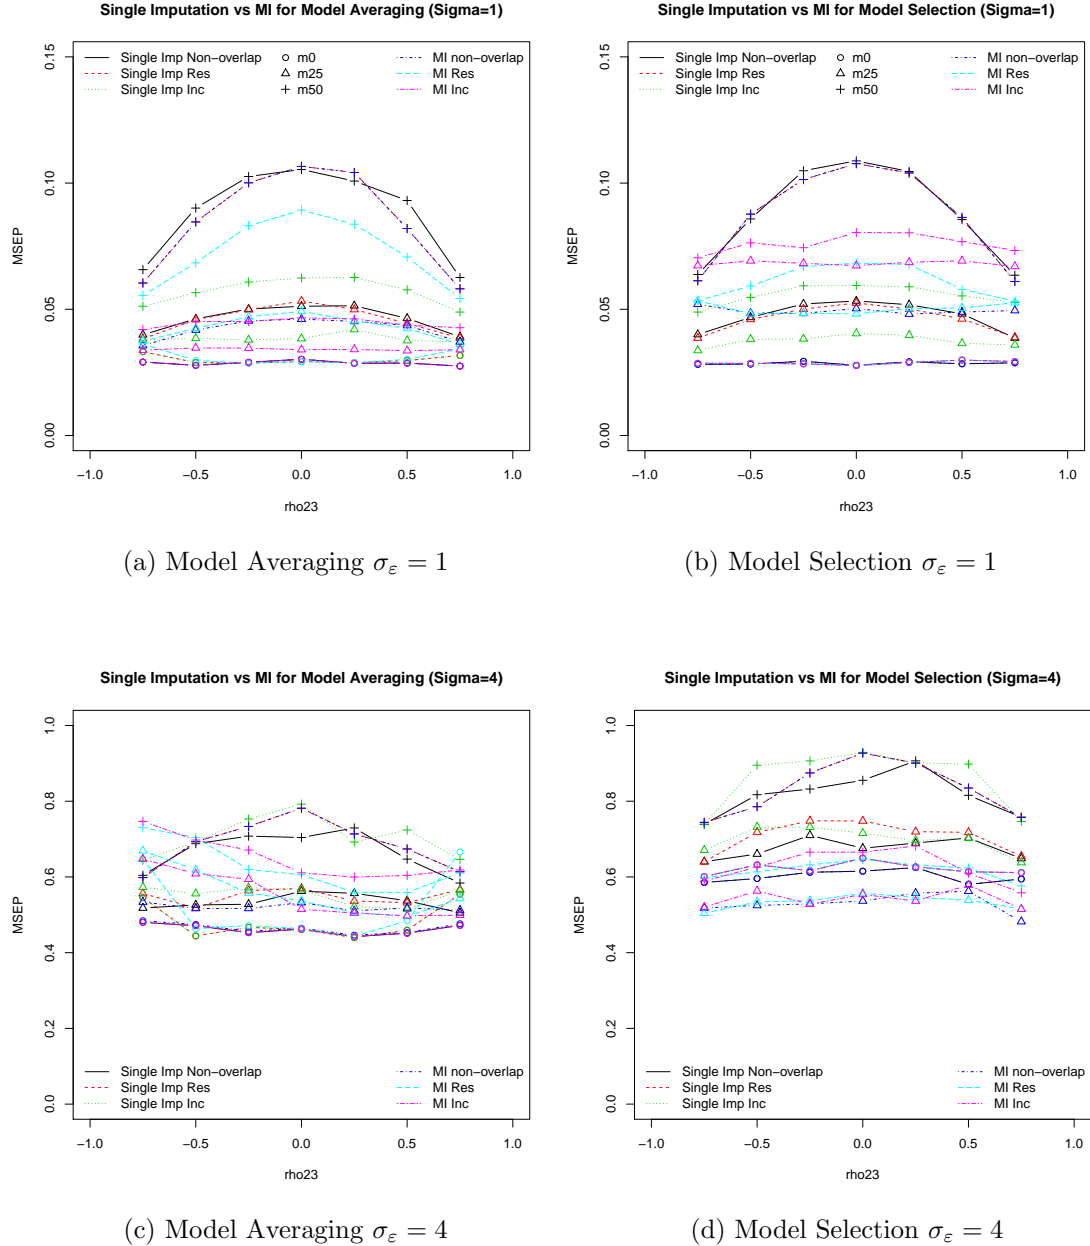 Single Imputation vs MI for Model Averaging (Sigma=1)
Single Imp Non−overlap
Single Imp Res
Single Imp Inc
m0
m25
m50
MI non−overlap
MI Res
MI Inc
MSEP
0.15
0.10
0.05
0.00
−1.0 −0.5 0.0 0.5 1.0
rho23
(a) Model Averaging σε = 1
Single Imputation vs MI for Model Selection (Sigma=1)
Single Imp Non−overlap
Single Imp Res
Single Imp Inc
m0
m25
m50
MI non−overlap
MI Res
MI Inc
MSEP
0.15
0.10
0.05
0.00
−1.0 −0.5 0.0 0.5 1.0
rho23
(b) Model Selection σε = 1
Single Imputation vs MI for Model Averaging (Sigma=4)
MSEP
1.0
0.8
0.6
0.4
0.2
0.0
Single Imp Non−overlap
Single Imp Res
Single Imp Inc
MI non−overlap
MI Res
MI Inc
−1.0 −0.5 0.0 0.5 1.0
rho23
(c) Model Averaging σε = 4
Single Imputation vs MI for Model Selection (Sigma=4)
MSEP
1.0
0.8
0.6
0.4
0.2
0.0
Single Imp Non−overlap
Single Imp Res
Single Imp Inc
MI non−overlap
MI Res
MI Inc
−1.0 −0.5 0.0 0.5 1.0
rho23
(d) Model Selection σε = 4